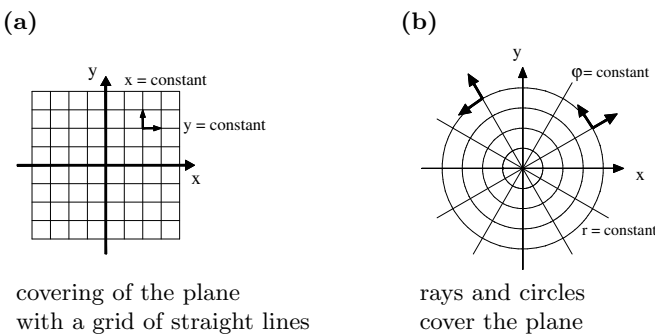 (a)
y
x = constant
y = constant
x
covering of the plane
with a grid of straight lines
(b)
y
φ= constant
x
r = constant
rays and circles
cover the plane